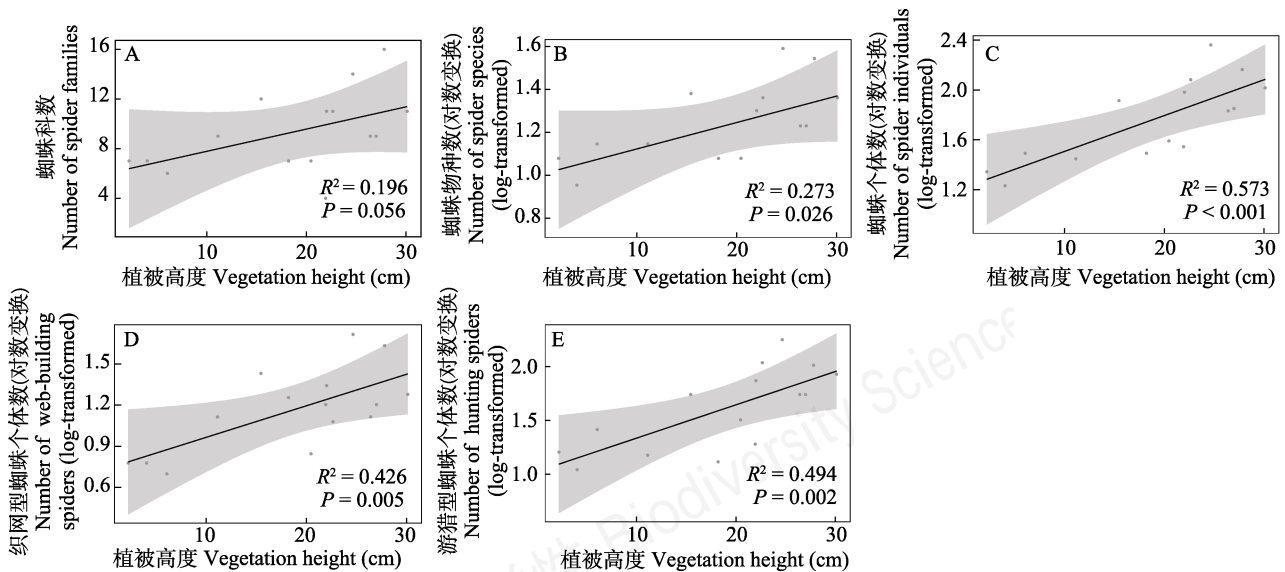 蜘蛛科数
Number of spider families
A
16
12
8
4
R² = 0.196
P = 0.056
10
20
30
植被高度 Vegetation height (cm)
蜘蛛物种数(对数变换)
Number of spider species
(log-transformed)
B
1.6
1.4
1.2
1.0
0.8
R² = 0.273
P = 0.026
10
20
30
植被高度 Vegetation height (cm)
蜘蛛个体数(对数变换)
Number of spider individuals
(log-transformed)
C
2.4
2.0
1.6
1.2
R² = 0.573
P < 0.001
10
20
30
植被高度 Vegetation height (cm)
织网型蜘蛛个体数(对数变换)
Number of web-building
spiders (log-transformed)
D
1.5
1.2
0.9
0.6
R² = 0.426
P = 0.005
10
20
30
植被高度 Vegetation height (cm)
游猎型蜘蛛个体数(对数变换)
Number of hunting spiders
(log-transformed)
E
2.0
1.5
1.0
R² = 0.494
P = 0.002
10
20
30
植被高度 Vegetation height (cm)
Biodiversity Science